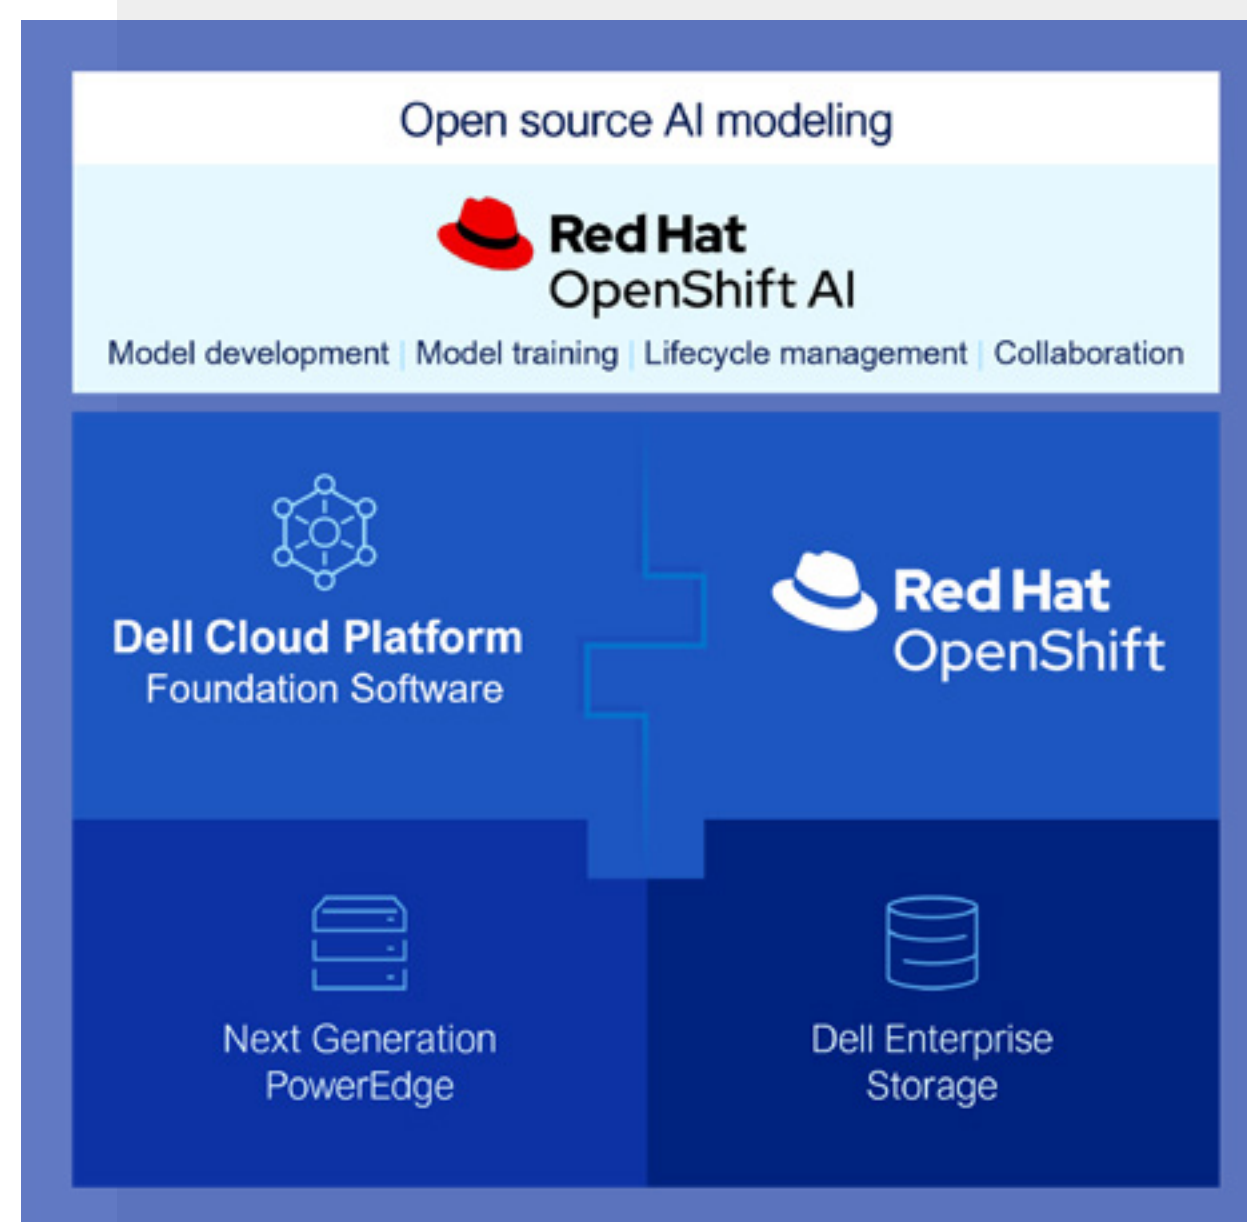 Open source AI modeling
Red Hat
OpenShift AI
Model development | Model training | Lifecycle management | Collaboration
Dell Cloud Platform
Foundation Software
Red Hat
OpenShift
Next Generation
PowerEdge
Dell Enterprise
Storage